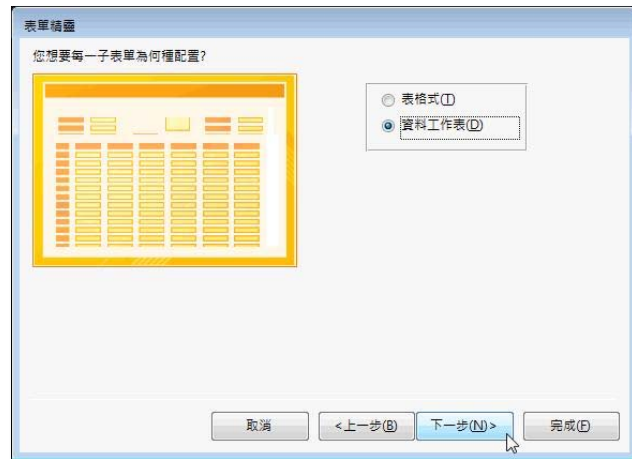 表單精靈
您想要每一子表單為何種配置?
表格式(T)
資料工作表(D)
取消
<上一步(B)
下一步(N)>
完成(F)